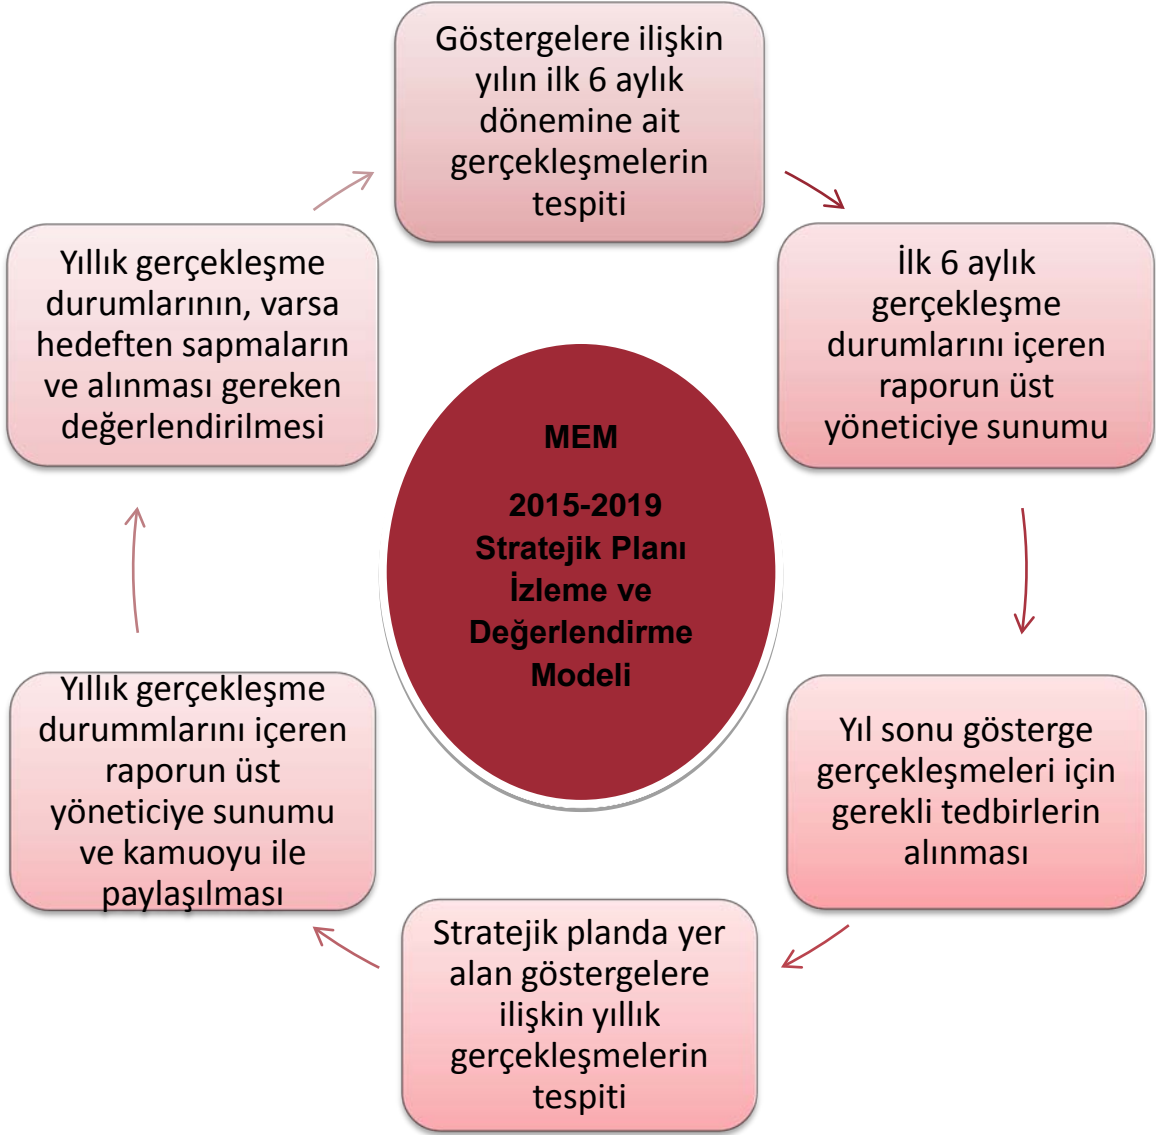 Göstergelere ilişkin
yılın ilk 6 aylık
dönemine ait
gerçekleşmelerin
tespiti
İlk 6 aylık
gerçekleşme
durumlarını içeren
raporun üst
yöneticiye sunumu
Yıl sonu gösterge
gerçekleşmeleri için
gerekli tedbirlerin
alınması
Stratejik planda yer
alan göstergelere
ilişkin yıllık
gerçekleşmelerin
tespiti
Yıllık gerçekleşme
durummlarını içeren
raporun üst
yöneticiye sunumu
ve kamuoyu ile
paylaşılması
Yıllık gerçekleşme
durumlarının, varsa
hedeften sapmaların
ve alınması gereken
değerlendirilmesi
MEM
2015-2019
Stratejik Planı
İzleme ve
Değerlendirme
Modeli